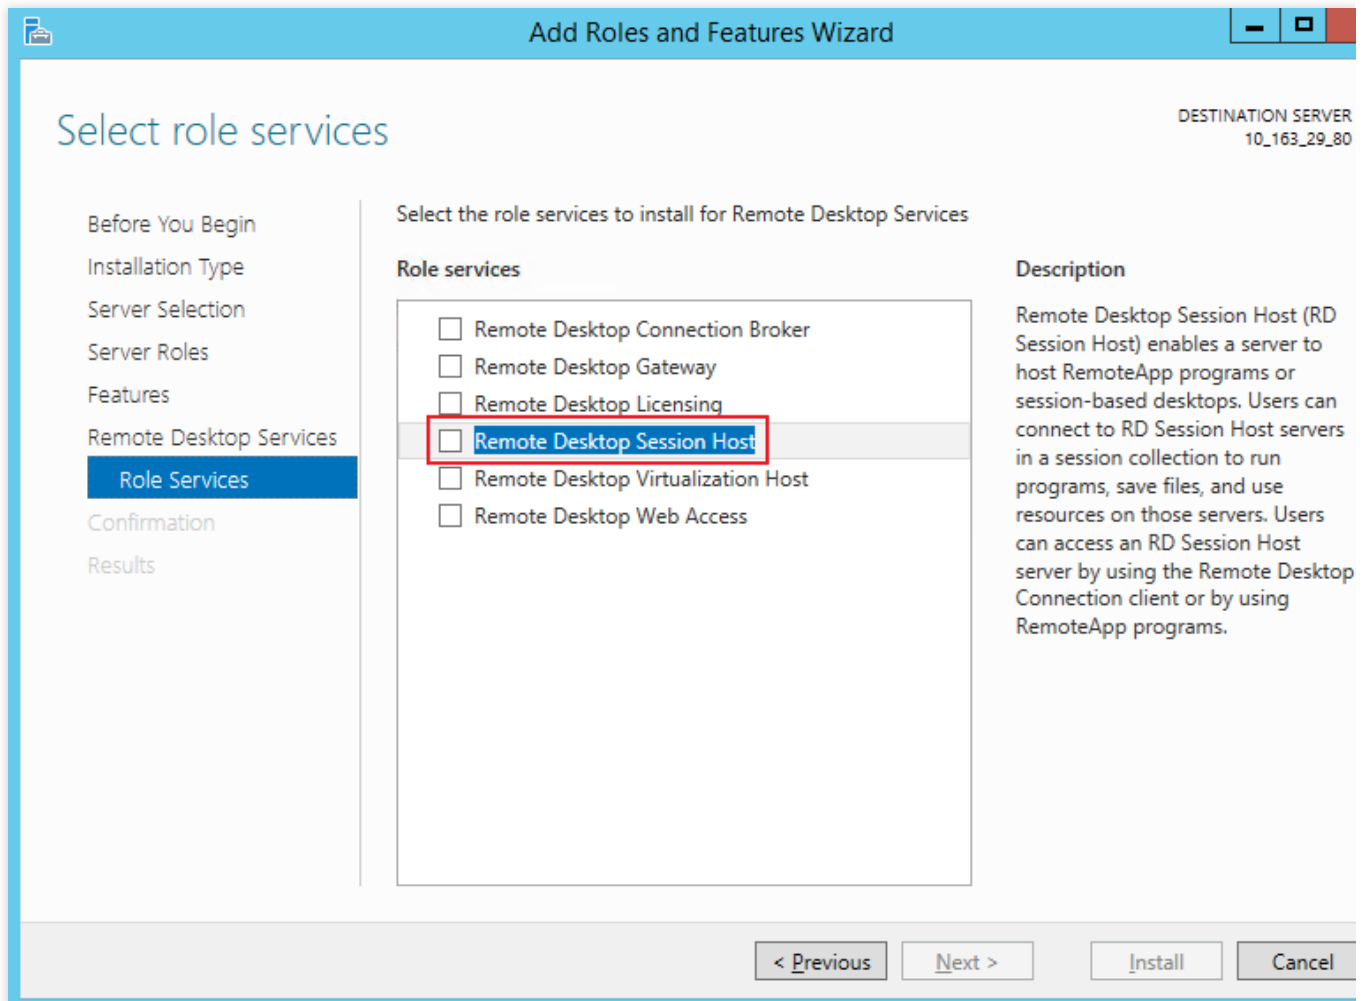 Add Roles and Features Wizard
Select role services
DESTINATION SERVER
10_163_29_80
Before You Begin
Installation Type
Server Selection
Server Roles
Features
Remote Desktop Services
Role Services
Confirmation
Results
Select the role services to install for Remote Desktop Services
Role services
Remote Desktop Connection Broker
Remote Desktop Gateway
Remote Desktop Licensing
Remote Desktop Session Host
Remote Desktop Virtualization Host
Remote Desktop Web Access
Description
Remote Desktop Session Host (RD
Session Host) enables a server to
host RemoteApp programs or
session-based desktops. Users can
connect to RD Session Host servers
in a session collection to run
programs, save files, and use
resources on those servers. Users
can access an RD Session Host
server by using the Remote Desktop
Connection client or by using
RemoteApp programs.
< Previous
Next >
Install
Cancel